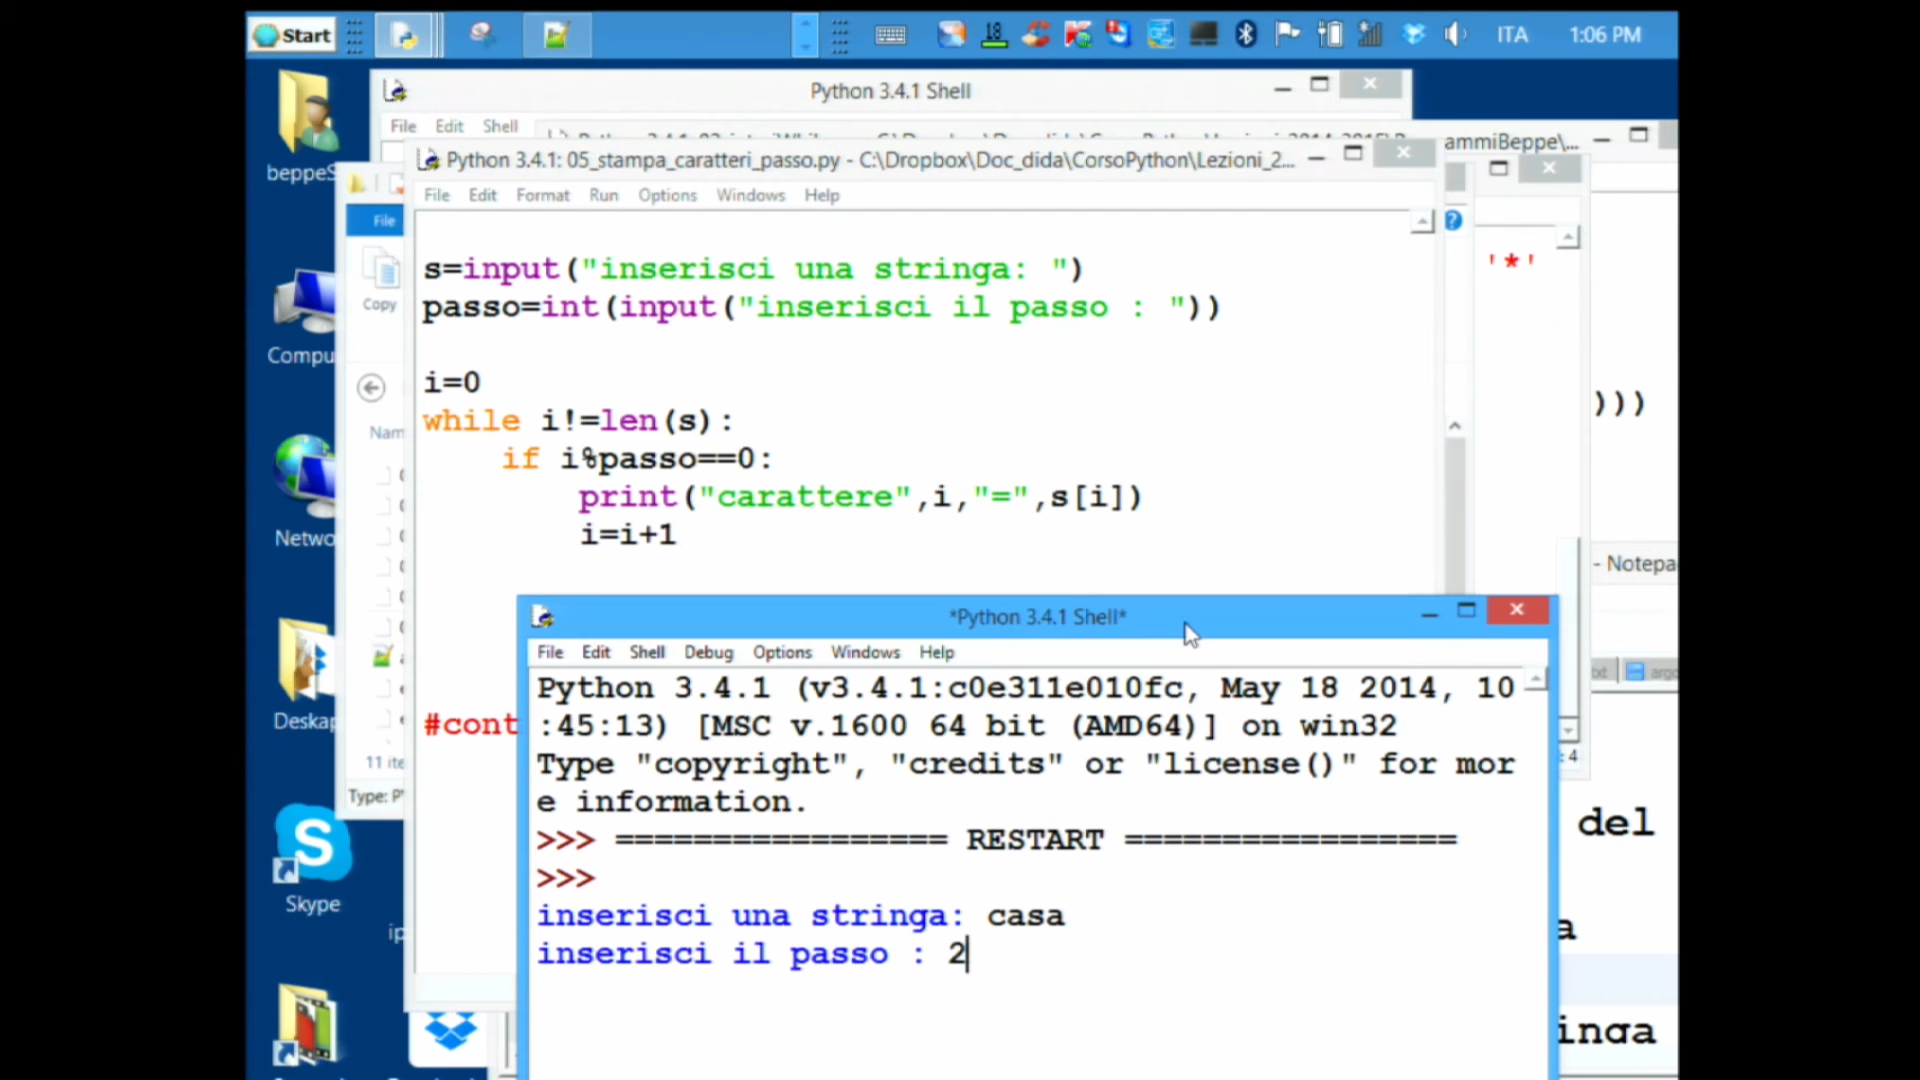 Start
18
ITA
1:06 PM
Python 3.4.1 Shell
File Edit Shell
ammiBeppe\...
Python 3.4.1: 05_stampa_caratteri_passo.py - C:\Dropbox\Doc_dida\CorsoPython\Lezioni_2...
File Edit Format Run Options Windows Help
beppeS
File
Copy
Compu
Nam
Netwo
Deskap
11 ite
Type: P
Skype
s=input("inserisci una stringa: ")
passo=int(input("inserisci il passo : "))
i=0
while i!=len(s):
if i%passo==0:
print("carattere",i,"=",s[i])
i=i+1
#cont
'*'
)))
- Notepa
: 4
del
a
inga
*Python 3.4.1 Shell*
File Edit Shell Debug Options Windows Help
Python 3.4.1 (v3.4.1:c0e311e010fc, May 18 2014, 10
:45:13) [MSC v.1600 64 bit (AMD64)] on win32
Type "copyright", "credits" or "license()" for mor
e information.
>>> ================= RESTART =================
>>>
inserisci una stringa: casa
inserisci il passo : 2